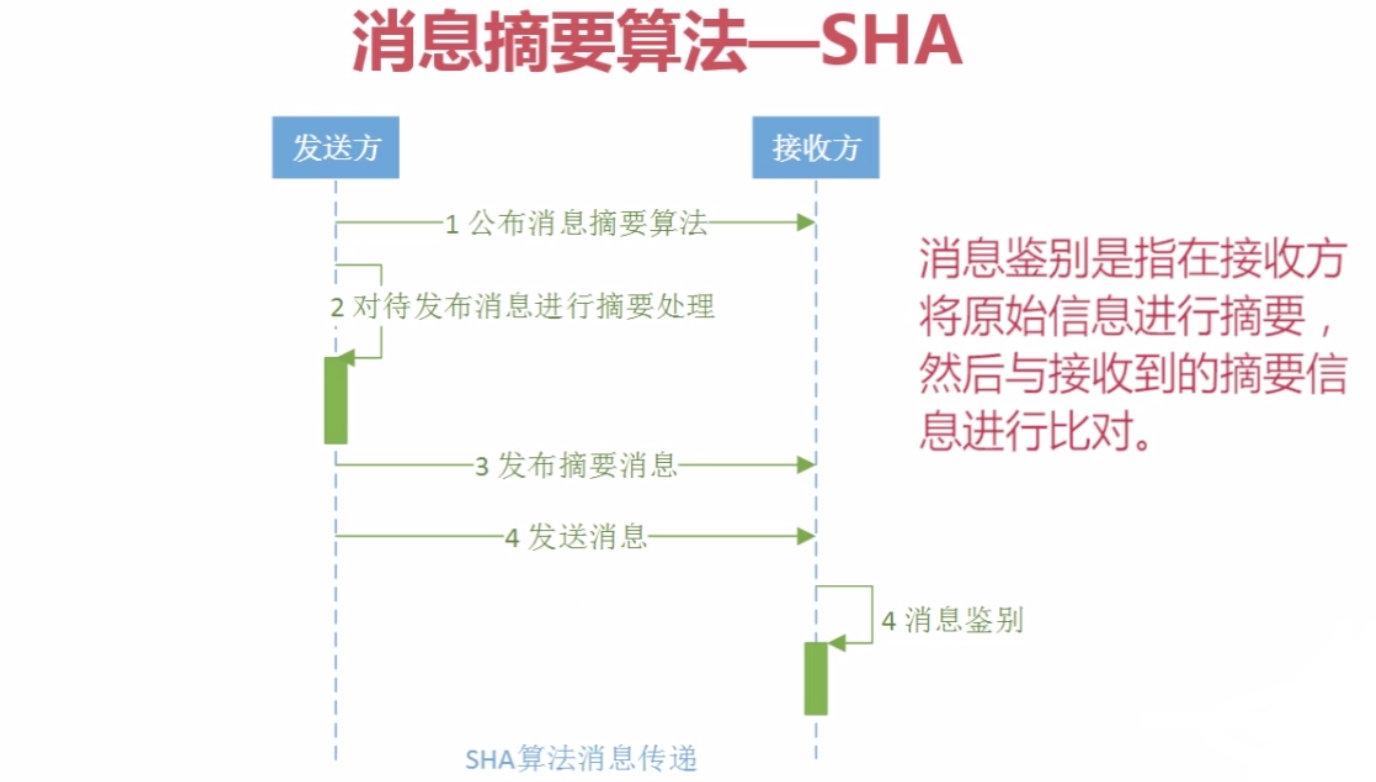 消息摘要算法—SHA
发送方
接收方
1 公布消息摘要算法
2 对待发布消息进行摘要处理
3 发布摘要消息
4 发送消息
4 消息鉴别
消息鉴别是指在接收方
将原始信息进行摘要，
然后与接收到的摘要信
息进行比对。
SHA算法消息传递